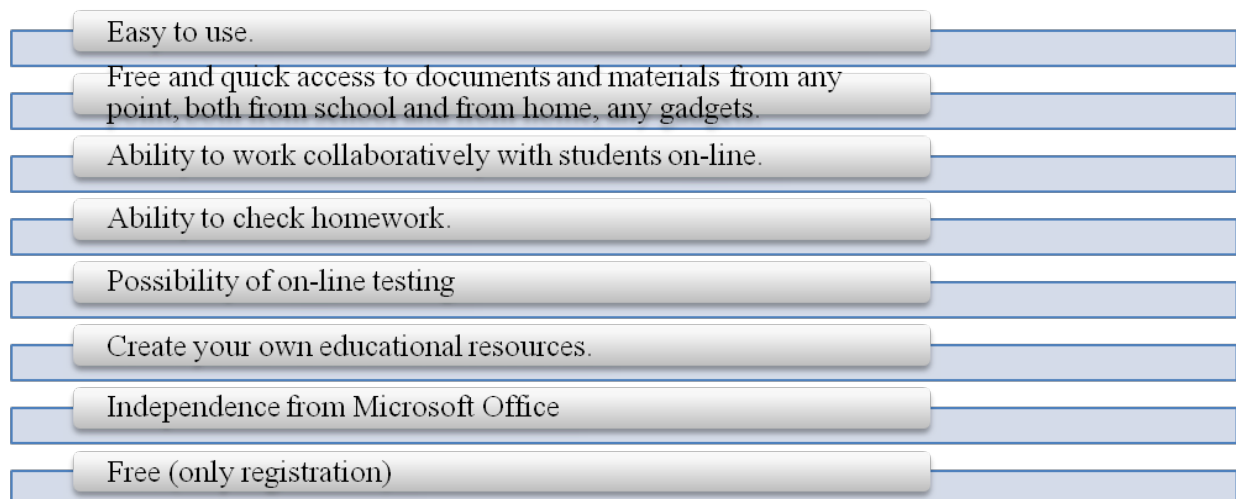 Easy to use.
Free and quick access to documents and materials from any
point, both from school and from home, any gadgets.
Ability to work collaboratively with students on-line.
Ability to check homework.
Possibility of on-line testing
Create your own educational resources.
Independence from Microsoft Office
Free (only registration)